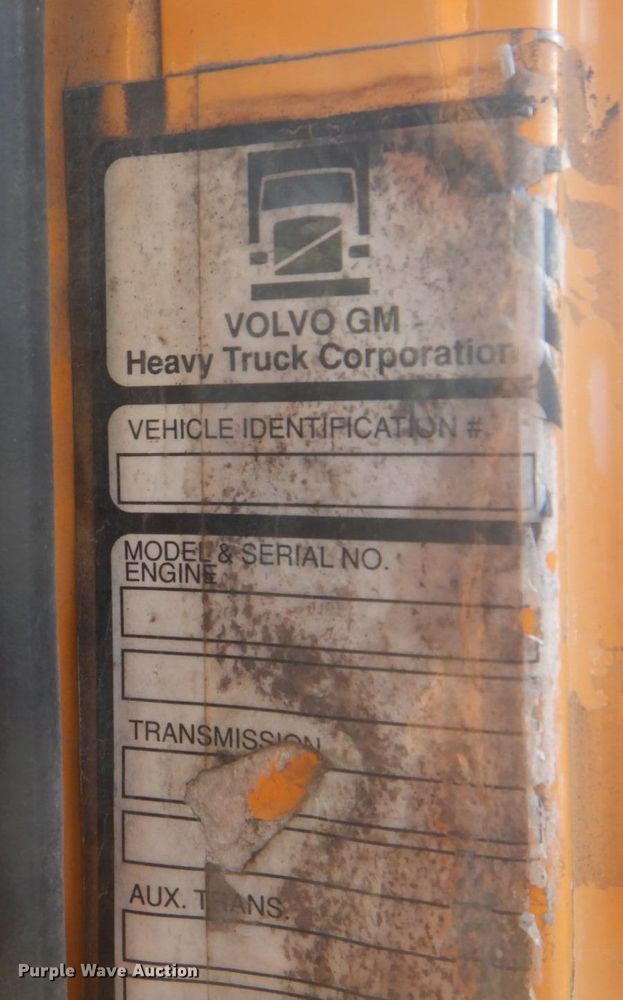 VOLVO GM
Heavy Truck Corporation
VEHICLE IDENTIFICATION #
MODEL & SERIAL NO.
ENGINE
TRANSMISSION
AUX. TRANS.
Purple Wave Auction